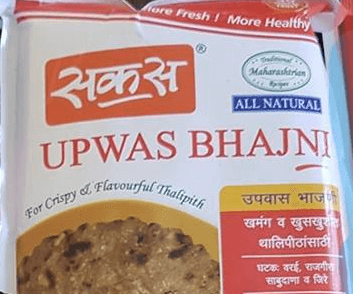 More Fresh ! More Healthy
सकस®
Traditional
Maharashtrian
Recipes
ALL NATURAL
UPWAS BHAJNI
For Crispy & Flavourful Thalipith
उपवास भाजणी
खमंग व खुसखुशीत
थालिपीठांसाठी
घटक: वरई, राजगीरा
साबुदाणा व जिरे